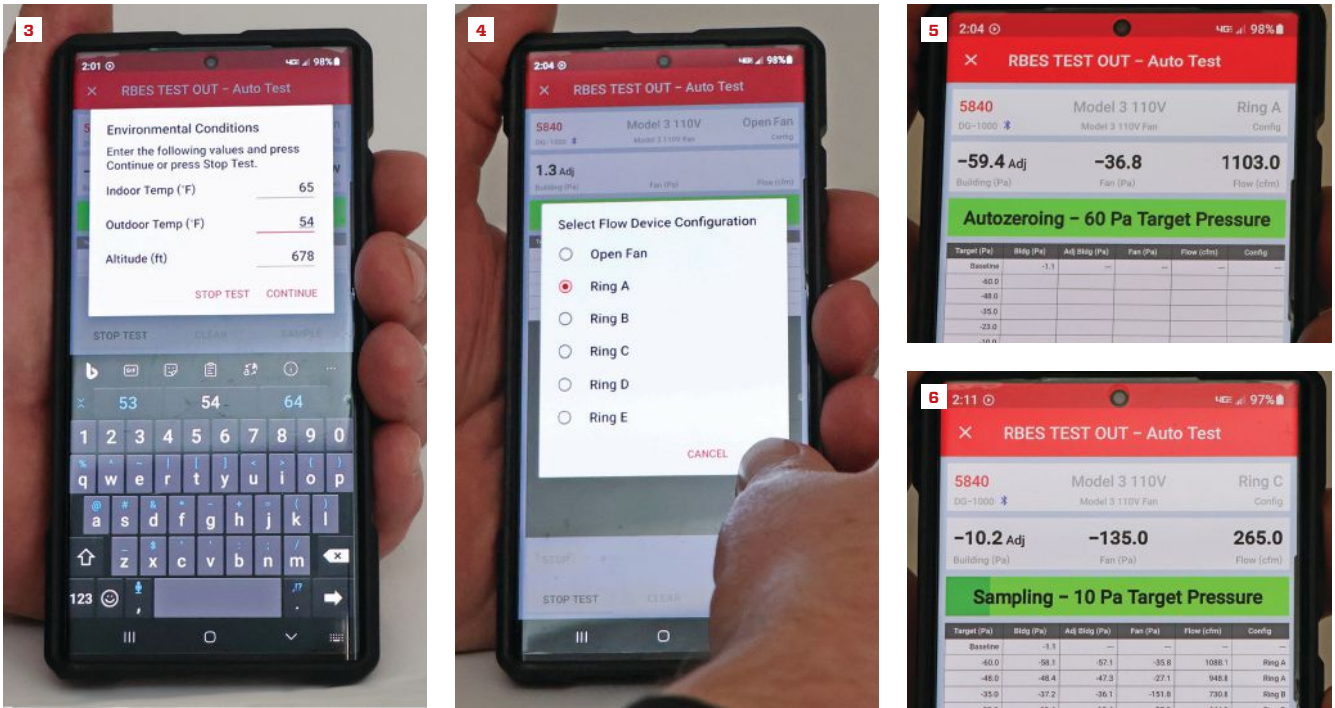 3
2:01
4GE 98%
RBES TEST OUT – Auto Test
Environmental Conditions
Enter the following values and press
Continue or press Stop Test.
Indoor Temp (°F) 65
Outdoor Temp (°F) 54
Altitude (ft) 678
STOP TEST CONTINUE
STOP TEST CLEAR SAMPLE
GIF
53 54 64
1 2 3 4 5 6 7 8 9 0
q w e r t y u i o p
a s d f g h j k l
z x c v b n m
123 , .
4
2:04
98%
RBES TEST OUT – Auto Test
5840 Model 3 110V Open Fan
DG-1000 Model 3 110V Fan Config
1.3 Adj
Building (Pa) Fan (Pa) Flow (cfm)
Select Flow Device Configuration
Open Fan
Ring A
Ring B
Ring C
Ring D
Ring E
CANCEL
STOP
STOP TEST CLEAR
5
2:04
98%
RBES TEST OUT – Auto Test
5840 Model 3 110V Ring A
DG-1000 Model 3 110V Fan Config
−59.4 Adj −36.8 1103.0
Building (Pa) Fan (Pa) Flow (cfm)
Autozeroing – 60 Pa Target Pressure
Target (Pa) Bldg (Pa) Adj Bldg (Pa) Fan (Pa) Flow (cfm) Config
Baseline -1.1 -- -- -- --
-60.0
-48.0
-35.0
-23.0
-10.0
6
2:11
97%
RBES TEST OUT – Auto Test
5840 Model 3 110V Ring C
DG-1000 Model 3 110V Fan Config
−10.2 Adj −135.0 265.0
Building (Pa) Fan (Pa) Flow (cfm)
Sampling – 10 Pa Target Pressure
Target (Pa) Bldg (Pa) Adj Bldg (Pa) Fan (Pa) Flow (cfm) Config
Baseline -1.1 -- -- -- --
-60.0 -58.1 -57.1 -35.8 1088.1 Ring A
-48.0 -48.4 -47.3 -27.1 948.8 Ring A
-35.0 -37.2 -36.1 -151.8 730.8 Ring B